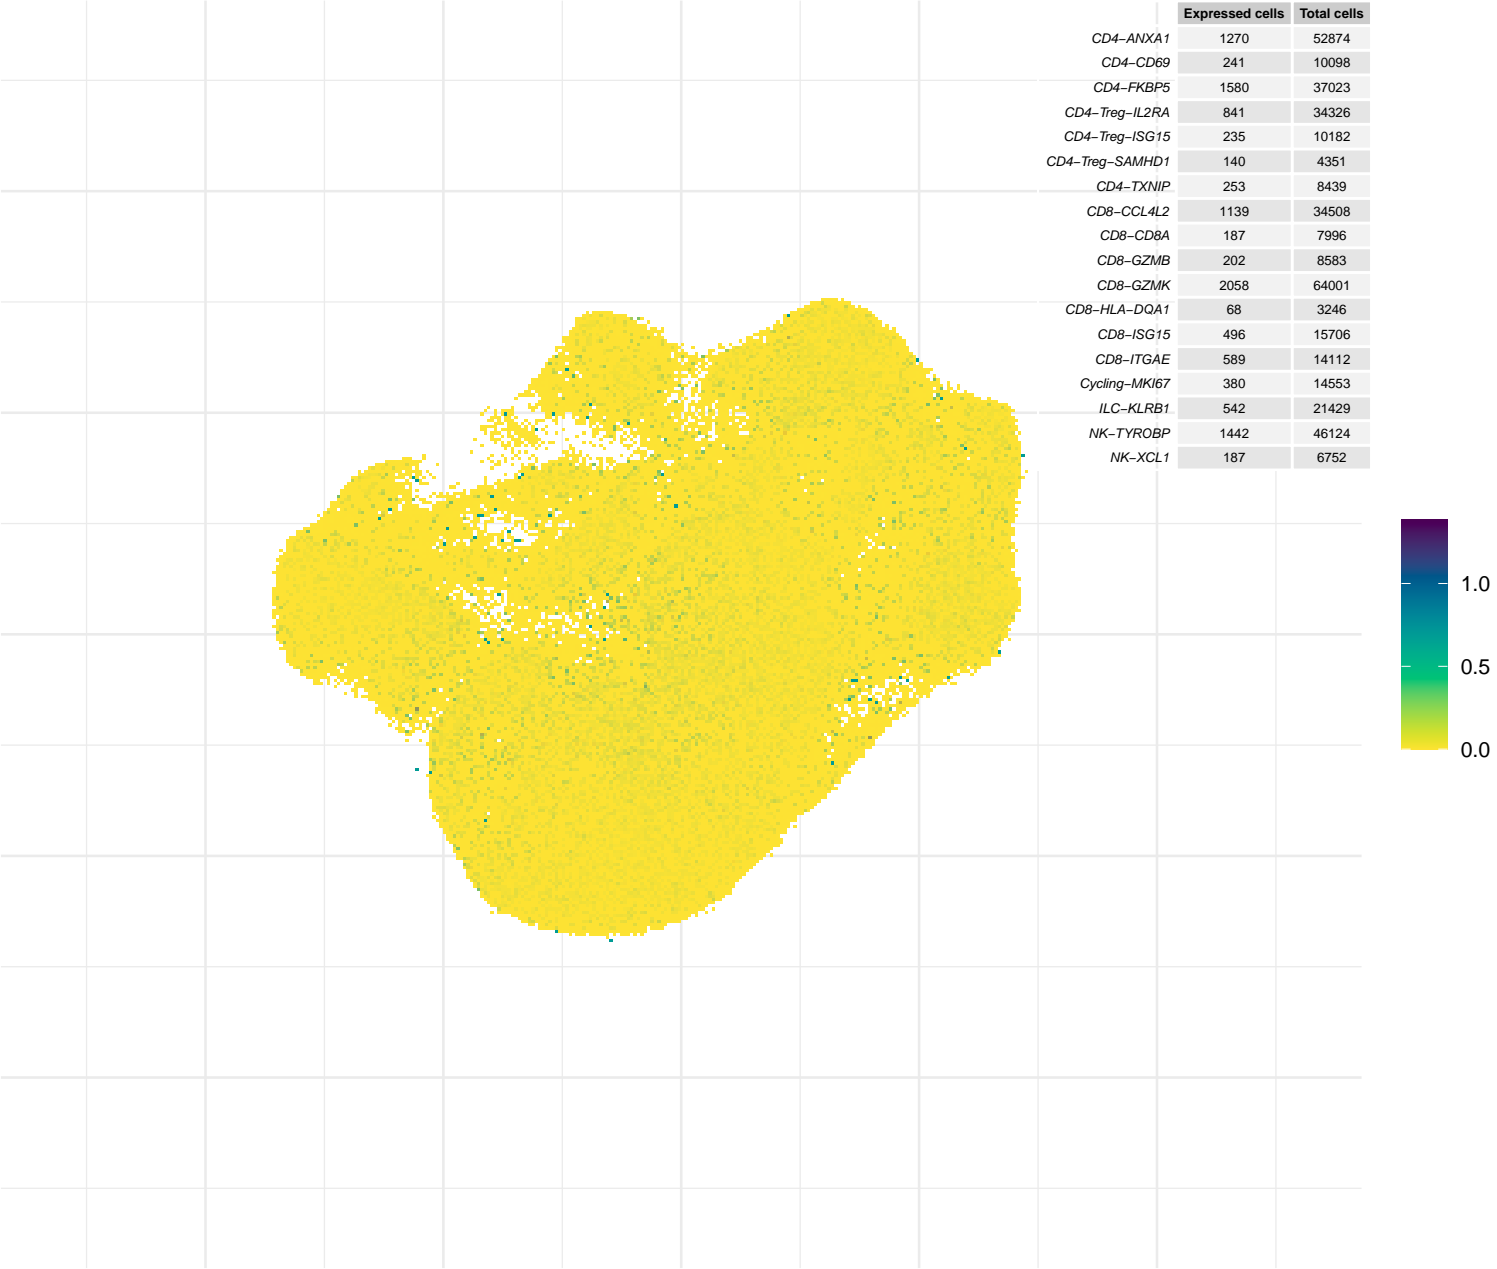 Expressed cells Total cells
CD4−ANXA1 1270 52874
CD4−CD69 241 10098
CD4−FKBP5 1580 37023
CD4−Treg−IL2RA 841 34326
CD4−Treg−ISG15 235 10182
CD4−Treg−SAMHD1 140 4351
CD4−TXNIP 253 8439
CD8−CCL4L2 1139 34508
CD8−CD8A 187 7996
CD8−GZMB 202 8583
CD8−GZMK 2058 64001
CD8−HLA−DQA1 68 3246
CD8−ISG15 496 15706
CD8−ITGAE 589 14112
Cycling−MKI67 380 14553
ILC−KLRB1 542 21429
NK−TYROBP 1442 46124
NK−XCL1 187 6752
1.0
0.5
0.0